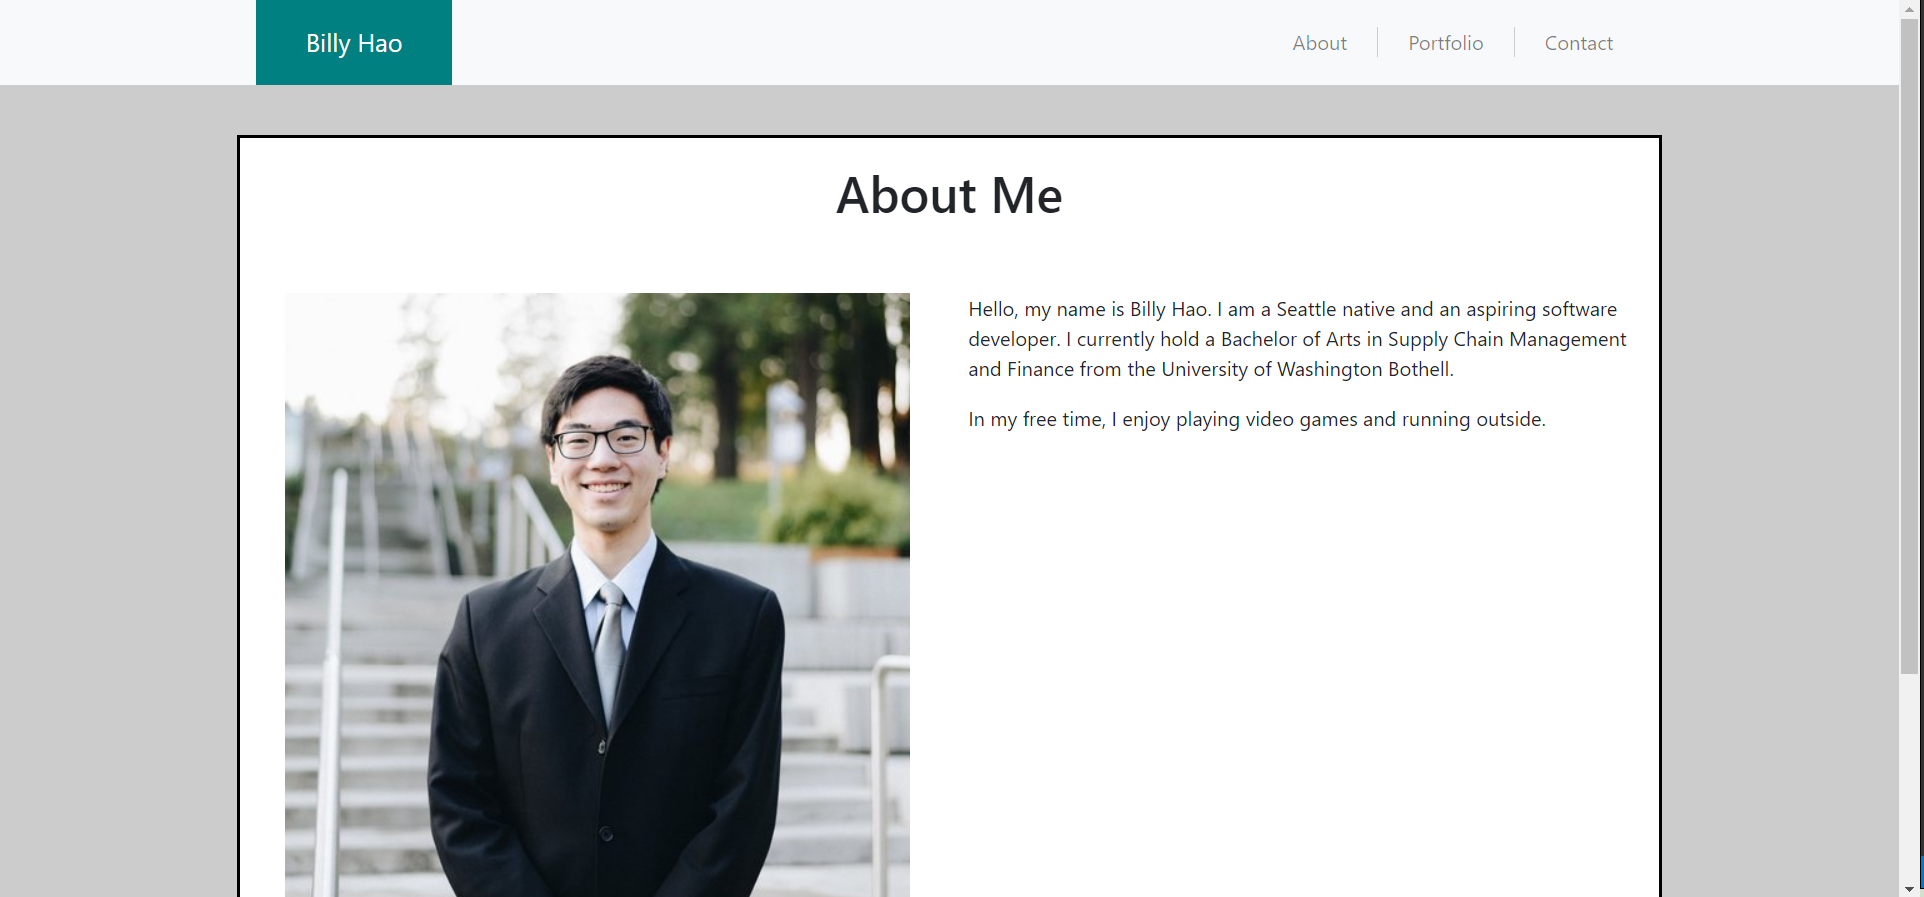 Billy Hao
About
Portfolio
Contact
About Me
Hello, my name is Billy Hao. I am a Seattle native and an aspiring software
developer. I currently hold a Bachelor of Arts in Supply Chain Management
and Finance from the University of Washington Bothell.
In my free time, I enjoy playing video games and running outside.